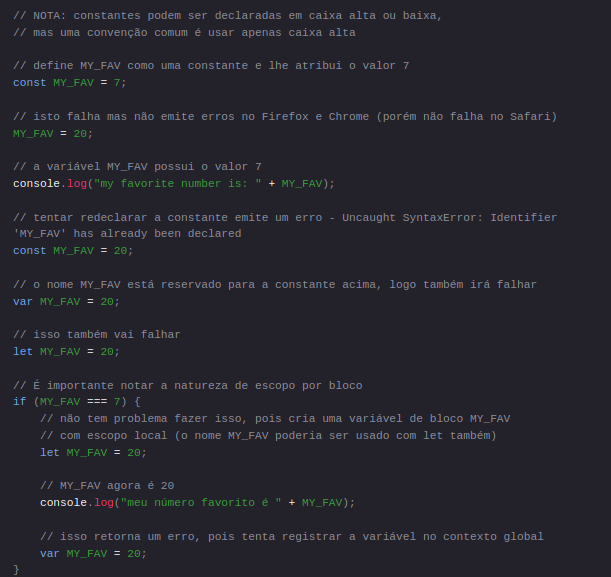 // NOTA: constantes podem ser declaradas em caixa alta ou baixa,
// mas uma convenção comum é usar apenas caixa alta
// define MY_FAV como uma constante e lhe atribui o valor 7
const MY_FAV = 7;
// isto falha mas não emite erros no Firefox e Chrome (porém não falha no Safari)
MY_FAV = 20;
// a variável MY_FAV possui o valor 7
console.log("my favorite number is: " + MY_FAV);
// tentar redeclarar a constante emite um erro - Uncaught SyntaxError: Identifier
'MY_FAV' has already been declared
const MY_FAV = 20;
// o nome MY_FAV está reservado para a constante acima, logo também irá falhar
var MY_FAV = 20;
// isso também vai falhar
let MY_FAV = 20;
// É importante notar a natureza de escopo por bloco
if (MY_FAV === 7) {
    // não tem problema fazer isso, pois cria uma variável de bloco MY_FAV
    // com escopo local (o nome MY_FAV poderia ser usado com let também)
    let MY_FAV = 20;
    // MY_FAV agora é 20
    console.log("meu número favorito é " + MY_FAV);
    // isso retorna um erro, pois tenta registrar a variável no contexto global
    var MY_FAV = 20;
}